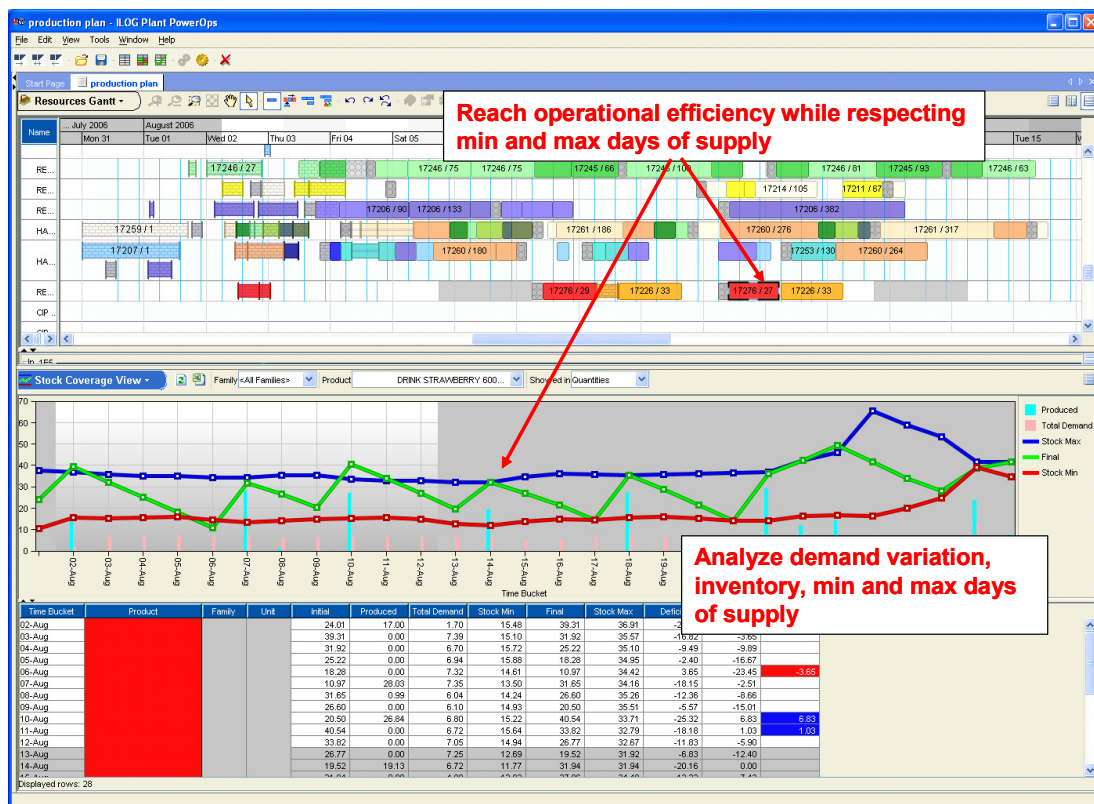 production plan - ILOG Plant PowerOps
File Edit View Tools Window Help
Start Page production plan
Resources Gantt
Reach operational efficiency while respecting
min and max days of supply
Name ... July 2006 August 2006
Mon 31 Tue 01 Wed 02 Thu 03 Fri 04 Sat 05 Tue 15
RE... 17246 / 27 17246 / 75 17246 / 75 17245 / 66 17246 / 81 17245 / 93 17246 / 63
RE... 17214 / 105 17211 / 67
RE... 17206 / 90 17206 / 133 17206 / 382
HA... 17259 / 1 17261 / 186 17260 / 276 17261 / 317
HA... 17207 / 1 17260 / 180 17253 / 130 17260 / 264
RE... 17276 / 29 17226 / 33 17276 / 27 17226 / 33
CIP ..
Stock Coverage View Family <All Families> Product DRINK STRAWBERRY 600... Showed in Quantities
70
60
50
40
30
20
10
0
Produced
Total Demand
Stock Max
Final
Stock Min
02-Aug 03-Aug 04-Aug 05-Aug 06-Aug 07-Aug 08-Aug 09-Aug 10-Aug 11-Aug 12-Aug 13-Aug 14-Aug 15-Aug 16-Aug 17-Aug 18-Aug 19-Aug
Time Bucket
Analyze demand variation,
inventory, min and max days
of supply
Time Bucket Product Family Unit Initial Produced Total Demand Stock Min Final Stock Max
02-Aug 24.01 17.00 1.70 15.48 39.31 36.91
03-Aug 39.31 0.00 7.39 15.10 31.92 35.57 -16.82 -3.65
04-Aug 31.92 0.00 6.70 15.72 25.22 35.10 -9.49 -9.89
05-Aug 25.22 0.00 6.94 15.88 18.28 34.95 -2.40 -16.67
06-Aug 18.28 0.00 7.32 14.61 10.97 34.42 3.65 -23.45 -3.65
07-Aug 10.97 28.03 7.35 13.50 31.65 34.16 -18.15 -2.51
08-Aug 31.65 0.99 6.04 14.24 26.60 35.26 -12.36 -8.66
09-Aug 26.60 0.00 6.10 14.93 20.50 35.51 -5.57 -15.01
10-Aug 20.50 26.84 6.80 15.22 40.54 33.71 -25.32 6.83 6.83
11-Aug 40.54 0.00 6.72 15.64 33.82 32.79 -18.18 1.03 1.03
12-Aug 33.82 0.00 7.05 14.94 26.77 32.67 -11.83 -5.90
13-Aug 26.77 0.00 7.25 12.69 19.52 31.92 -6.83 -12.40
14-Aug 19.52 19.13 6.72 11.77 31.94 31.94 -20.16 0.00
Displayed rows: 28